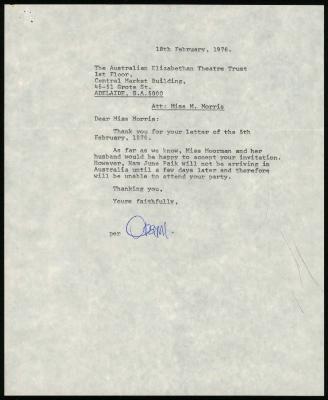 18th February, 1976.
The Australian Elizabethan Theatre Trust
1st Floor,
Central Market Building,
45-51 Grote St.
ADELAIDE, S.A. 5000
Att: Miss M. Morris
Dear Miss Morris:
Thank you for your letter of the 5th
February, 1976.
As far as we know, Miss Moorman and her
husband would be happy to accept your invitation.
However, Nam June Paik will not be arriving in
Australia until a few days later and therefore
will be unable to attend your party.
Thanking you,
Yours faithfully,
per